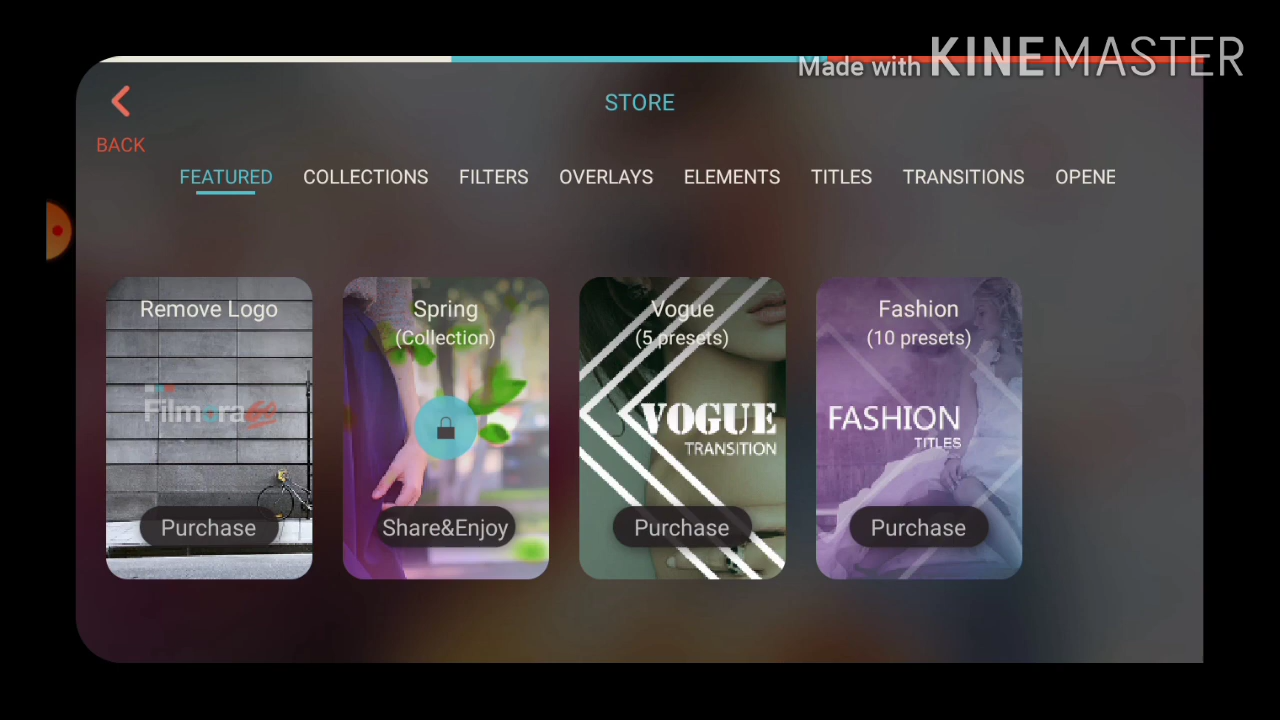 Made with KINEMASTER
STORE
BACK
FEATURED COLLECTIONS FILTERS OVERLAYS ELEMENTS TITLES TRANSITIONS OPENE
Remove Logo
Filmora Go
Purchase
Spring
(Collection)
Share&Enjoy
Vogue
(5 presets)
VOGUE
TRANSITION
Purchase
Fashion
(10 presets)
FASHION
TITLES
Purchase